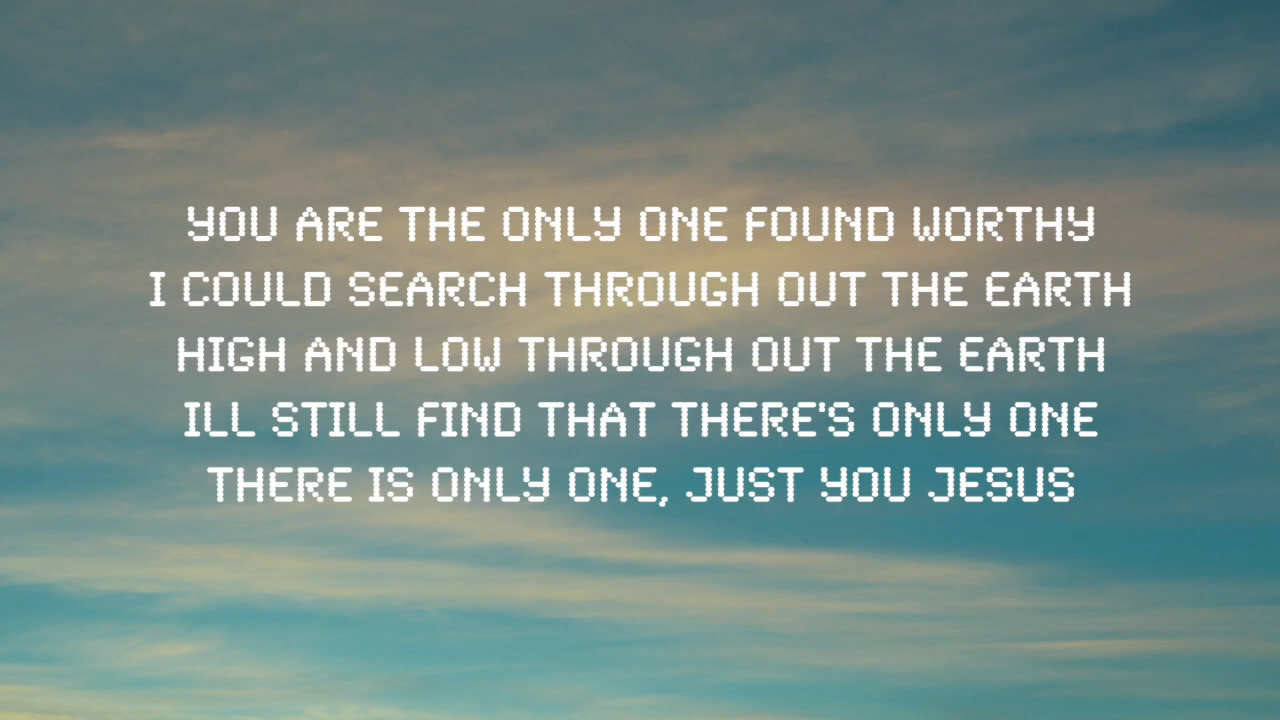 YOU ARE THE ONLY ONE FOUND WORTHY
I COULD SEARCH THROUGH OUT THE EARTH
HIGH AND LOW THROUGH OUT THE EARTH
ILL STILL FIND THAT THERE'S ONLY ONE
THERE IS ONLY ONE, JUST YOU JESUS